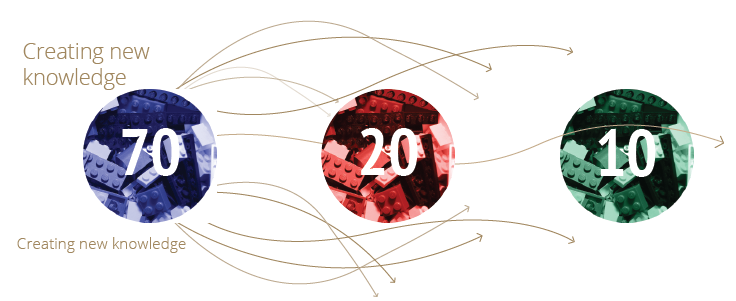 Creating new
knowledge
70
20
10
Creating new knowledge